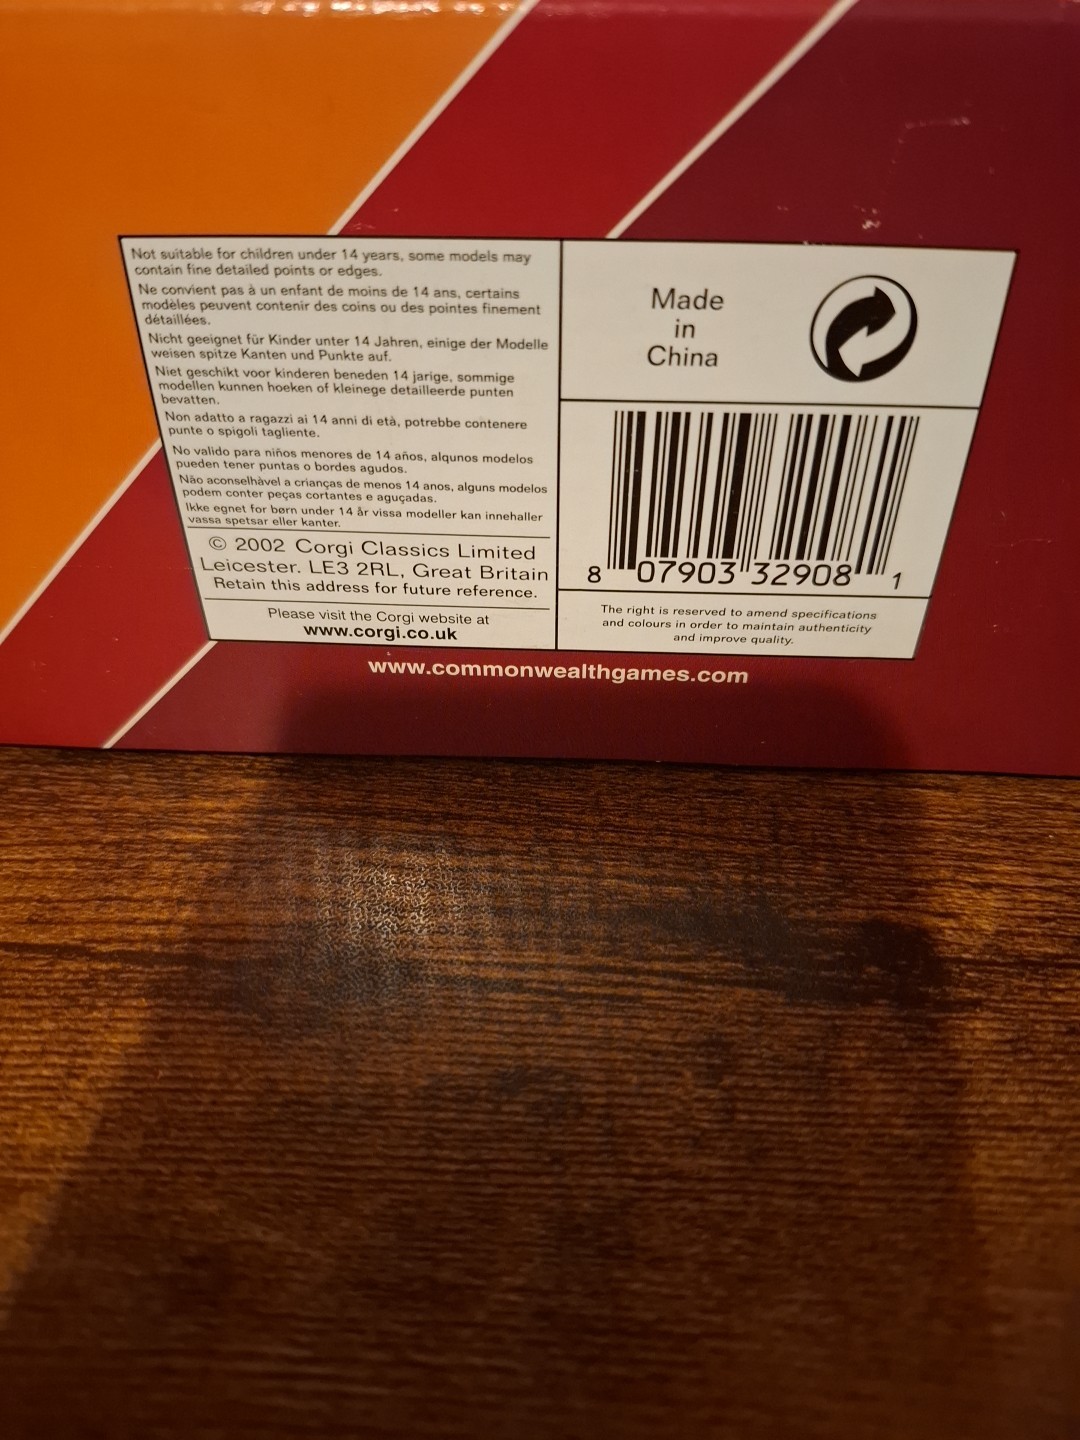 Not suitable for children under 14 years, some models may
contain fine detailed points or edges.
Ne convient pas à un enfant de moins de 14 ans, certains
modèles peuvent contenir des coins ou des pointes finement
détaillées.
Nicht geeignet für Kinder unter 14 Jahren, einige der Modelle
weisen spitze Kanten und Punkte auf.
Niet geschikt voor kinderen beneden 14 jarige, sommige
modellen kunnen hoeken of kleinege detailleerde punten
bevatten.
Non adatto a ragazzi ai 14 anni di età, potrebbe contenere
punte o spigoli tagliente.
No valido para niños menores de 14 años, alqunos modelos
pueden tener puntas o bordes agudos.
Não aconselhàvel a crianças de menos 14 anos, alguns modelos
podem conter peças cortantes e aguçadas.
Ikke egnet for børn under 14 år vissa modeller kan innehaller
vassa spetsar eller kanter.
© 2002 Corgi Classics Limited
Leicester. LE3 2RL, Great Britain
Retain this address for future reference.
Please visit the Corgi website at
www.corgi.co.uk
Made
in
China
8 07903 32908 1
The right is reserved to amend specifications
and colours in order to maintain authenticity
and improve quality.
www.commonwealthgames.com